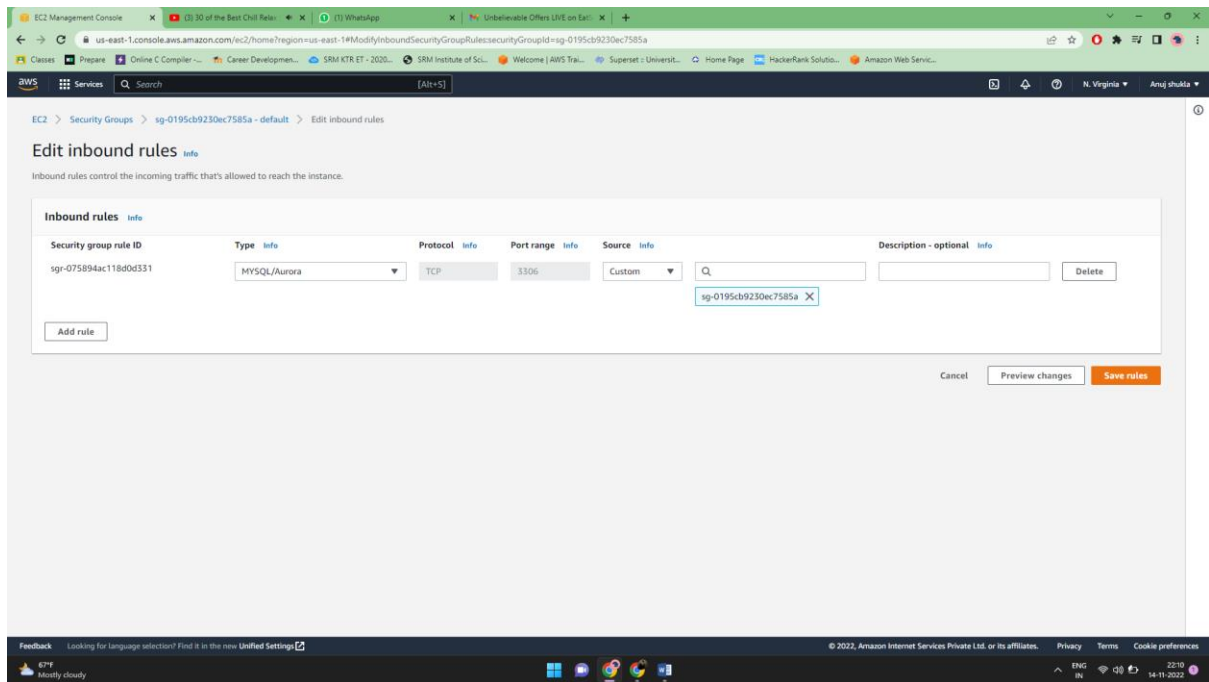 EC2 Management Console
(3) 30 of the Best Chill Relax
(1) WhatsApp
Unbelievable Offers LIVE on Eart
us-east-1.console.aws.amazon.com/ec2/home?region=us-east-1#ModifyInboundSecurityGroupRules:securityGroupId=sg-0195cb9230ec7585a
Classes Prepare Online C Compiler -... Career Developmen... SRM KTR ET - 2020... SRM Institute of Sci... Welcome | AWS Trai... Superset :: Universit... Home Page HackerRank Solutio... Amazon Web Servic...
aws Services Search [Alt+S] N. Virginia Anuj shukla
EC2 > Security Groups > sg-0195cb9230ec7585a - default > Edit inbound rules
Edit inbound rules Info
Inbound rules control the incoming traffic that's allowed to reach the instance.
Inbound rules Info
Security group rule ID Type Info Protocol Info Port range Info Source Info Description - optional Info
sgr-075894ac118d0d331 MYSQL/Aurora TCP 3306 Custom Delete
sg-0195cb9230ec7585a
Add rule
Cancel Preview changes Save rules
Feedback Looking for language selection? Find it in the new Unified Settings © 2022, Amazon Internet Services Private Ltd. or its affiliates. Privacy Terms Cookie preferences
67°F
Mostly cloudy
ENG
IN
22:10
14-11-2022